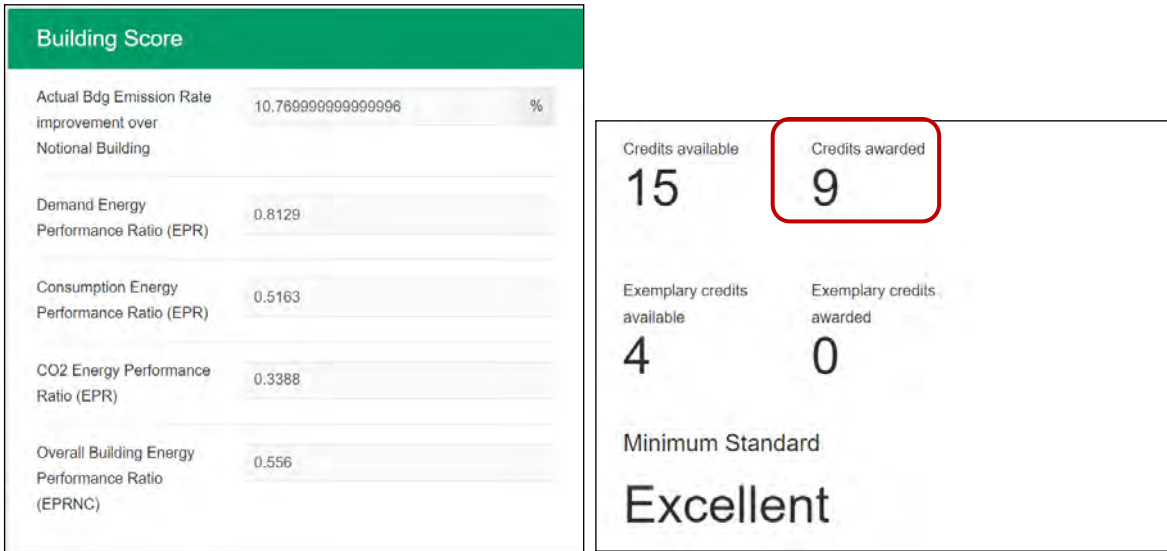 Building Score
Actual Bdg Emission Rate
improvement over
Notional Building
10.769999999999996 %
Demand Energy
Performance Ratio (EPR)
0.8129
Consumption Energy
Performance Ratio (EPR)
0.5163
CO2 Energy Performance
Ratio (EPR)
0.3388
Overall Building Energy
Performance Ratio
(EPRNC)
0.556
Credits available
15
Credits awarded
9
Exemplary credits
available
4
Exemplary credits
awarded
0
Minimum Standard
Excellent